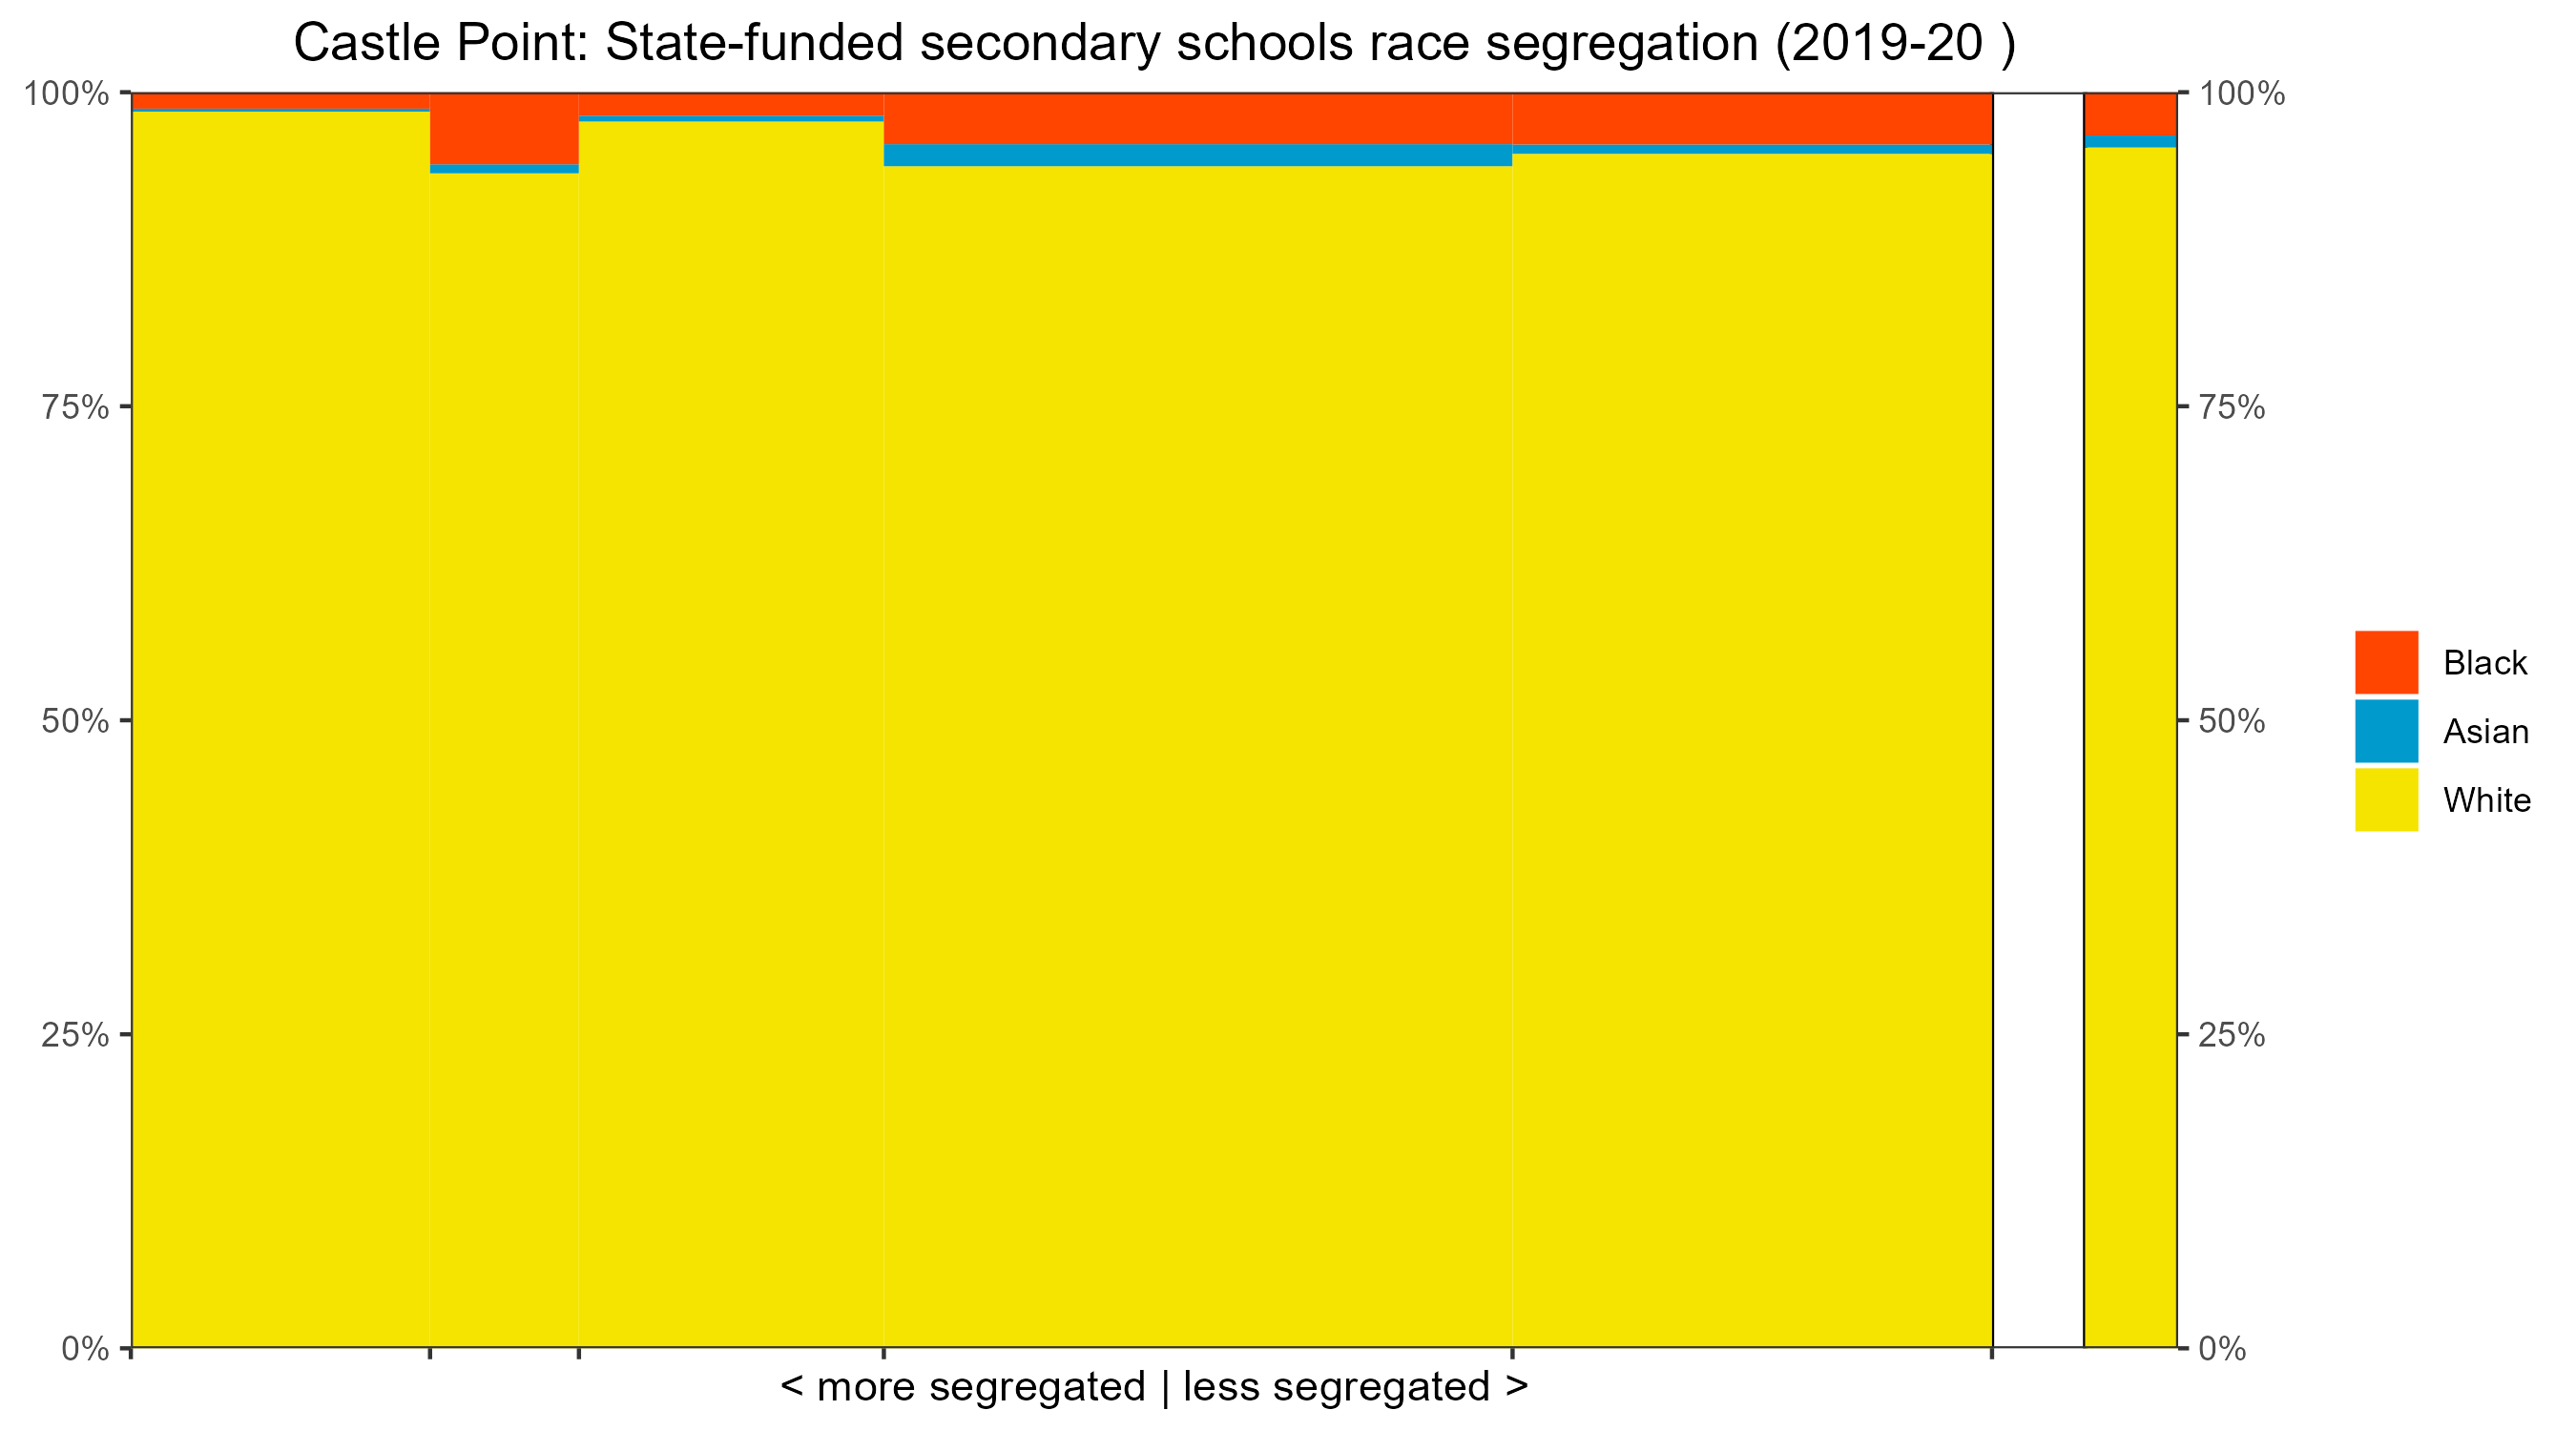 Castle Point: State-funded secondary schools race segregation (2019-20 )
100%
75%
50%
25%
0%
100%
75%
50%
25%
0%
< more segregated | less segregated >
Black
Asian
White